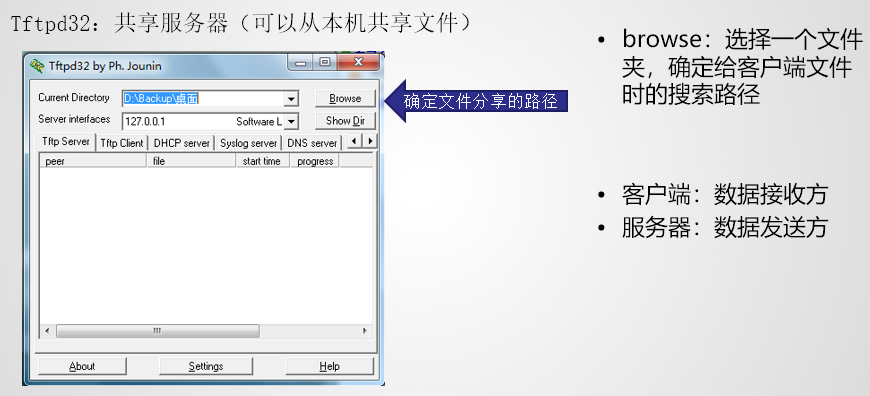 Tftpd32：共享服务器（可以从本机共享文件）
Tftpd32 by Ph. Jounin
Current Directory
D:\Backup\桌面
Browse
Server interfaces
127.0.0.1
Software L
Show Dir
Tftp Server
Tftp Client
DHCP server
Syslog server
DNS server
peer
file
start time
progress
About
Settings
Help
确定文件分享的路径
• browse：选择一个文件
夹，确定给客户端文件
时的搜索路径
• 客户端：数据接收方
• 服务器：数据发送方